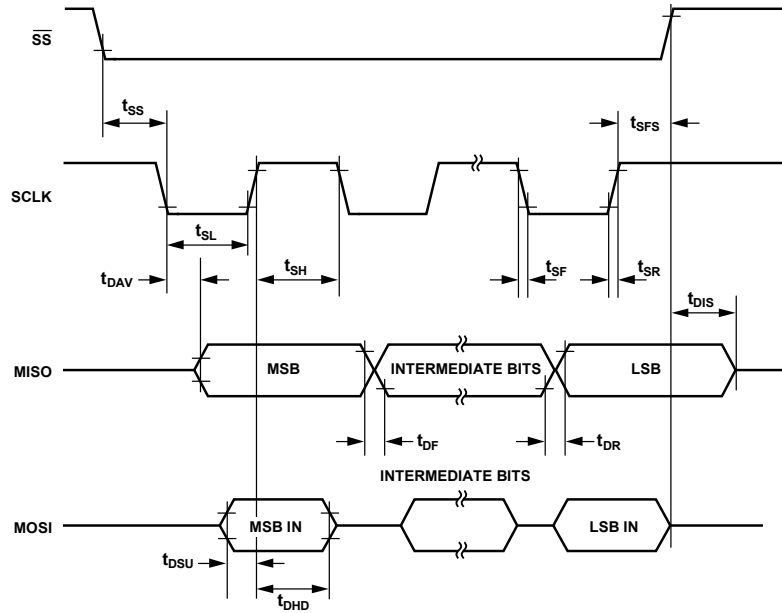 SS
tSS
tSFS
SCLK
tSL
tSH
tSF
tSR
tDAV
tDIS
MISO
MSB
INTERMEDIATE BITS
LSB
tDF
tDR
INTERMEDIATE BITS
MOSI
MSB IN
LSB IN
tDSU
tDHD